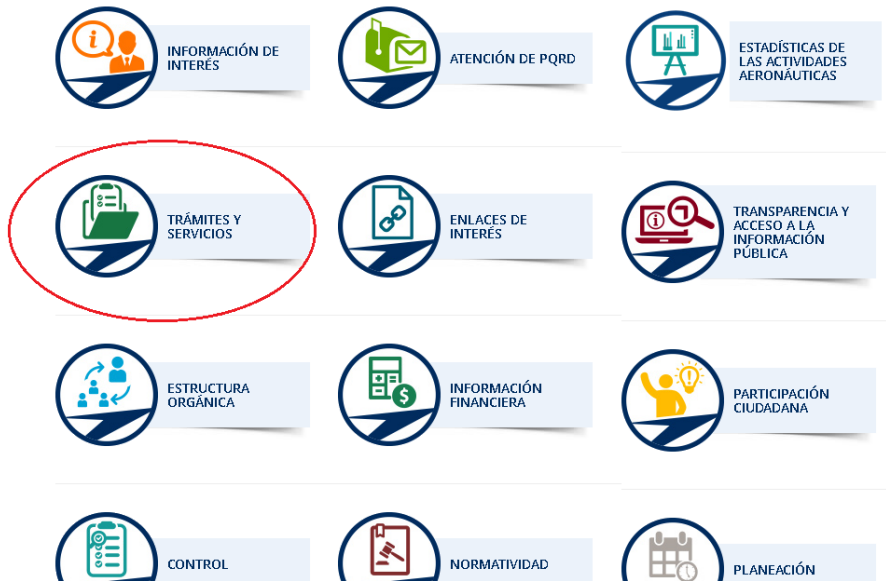 INFORMACIÓN DE
INTERÉS
ATENCIÓN DE PQRD
ESTADÍSTICAS DE
LAS ACTIVIDADES
AERONÁUTICAS
TRÁMITES Y
SERVICIOS
ENLACES DE
INTERÉS
TRANSPARENCIA Y
ACCESO A LA
INFORMACIÓN
PÚBLICA
ESTRUCTURA
ORGÁNICA
INFORMACIÓN
FINANCIERA
PARTICIPACIÓN
CIUDADANA
CONTROL
NORMATIVIDAD
PLANEACIÓN